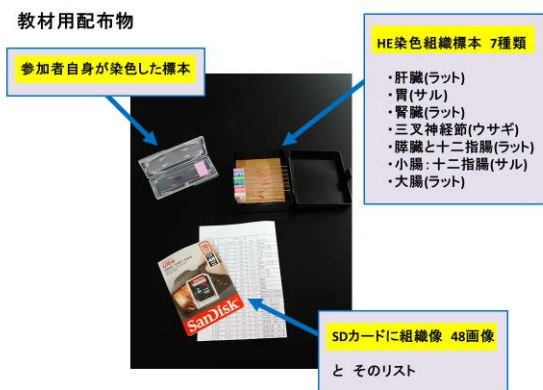 教材用配布物
参加者自身が染色した標本
HE染色組織標本 7種類
・肝臓(ラット)
・胃(サル)
・腎臓(ラット)
・三叉神経節(ウサギ)
・膵臓と十二指腸(ラット)
・小腸:十二指腸(サル)
・大腸(ラット)
Ultra
SanDisk
SDカードに組織像 48画像
と そのリスト